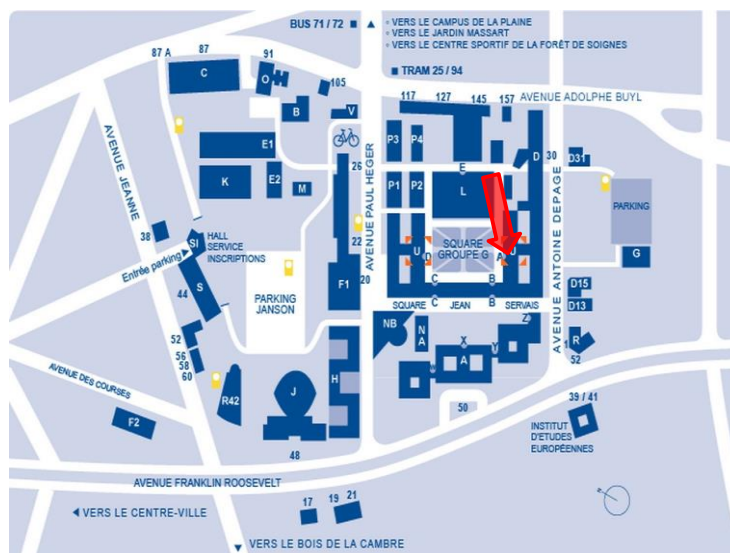 BUS 71 / 72
VERS LE CAMPUS DE LA PLAINE
VERS LE JARDIN MASSART
VERS LE CENTRE SPORTIF DE LA FORÊT DE SOIGNES
TRAM 25 / 94
87 A
87
91
105
117
127
145
157
AVENUE ADOLPHE BUYL
C
O
B
V
E1
K
E2
M
26
P3
P4
P1
P2
E
L
D
30
D31
PARKING
G
AVENUE JEANNE
AVENUE PAUL HEGER
AVENUE ANTOINE DEPAGE
38
SI
HALL
SERVICE
INSCRIPTIONS
Entrée parking
44
S
PARKING
JANSON
22
20
F1
U
D
SQUARE
GROUPE G
A
U
C
B
C
B
SQUARE JEAN SERVAIS
D15
D13
R
1
52
NB
N
A
X
A
W
Y
Z
52
56
58
60
AVENUE DES COURSES
F2
R42
J
H
48
50
39 / 41
INSTITUT
D'ETUDES
EUROPÉENNES
AVENUE FRANKLIN ROOSEVELT
17
19
21
VERS LE CENTRE-VILLE
VERS LE BOIS DE LA CAMBRE